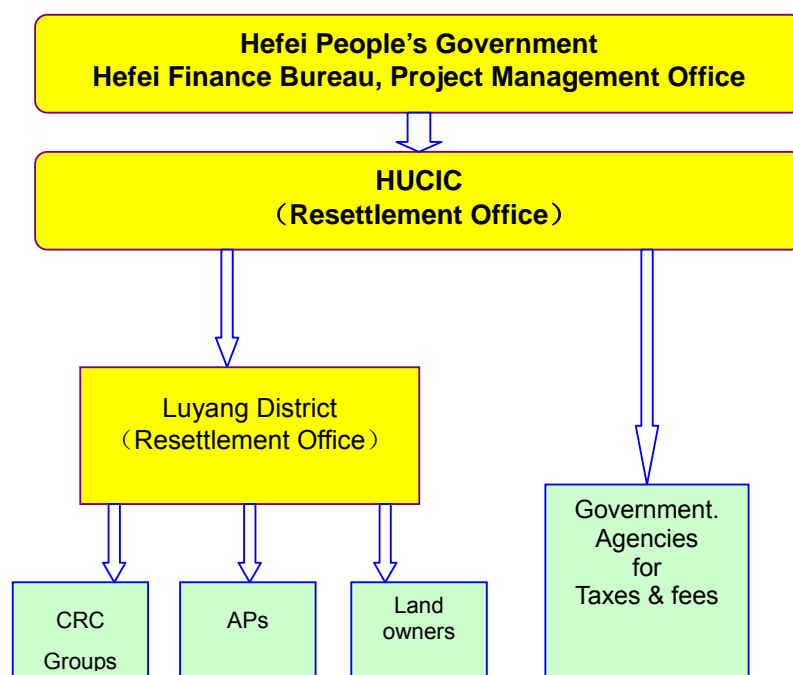 Hefei People’s Government
Hefei Finance Bureau, Project Management Office
HUCIC
（Resettlement Office）
Luyang District
（Resettlement Office）
Government.
Agencies
for
Taxes & fees
CRC
Groups
APs
Land
owners